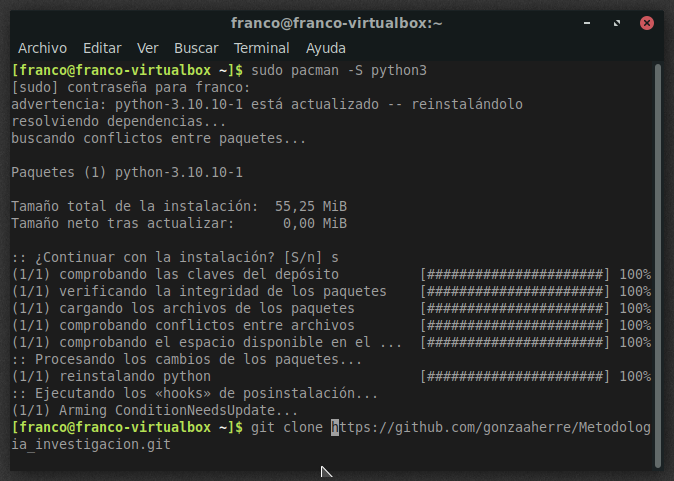 franco@franco-virtualbox:~
Archivo Editar Ver Buscar Terminal Ayuda
[franco@franco-virtualbox ~]$ sudo pacman -S python3
[sudo] contraseña para franco:
advertencia: python-3.10.10-1 está actualizado -- reinstalándolo
resolviendo dependencias...
buscando conflictos entre paquetes...
Paquetes (1) python-3.10.10-1
Tamaño total de la instalación:  55,25 MiB
Tamaño neto tras actualizar:      0,00 MiB
:: ¿Continuar con la instalación? [S/n] s
(1/1) comprobando las claves del depósito          [######################] 100%
(1/1) verificando la integridad de los paquetes    [######################] 100%
(1/1) cargando los archivos de los paquetes        [######################] 100%
(1/1) comprobando conflictos entre archivos        [######################] 100%
(1/1) comprobando el espacio disponible en el ...  [######################] 100%
:: Procesando los cambios de los paquetes...
(1/1) reinstalando python                          [######################] 100%
:: Ejecutando los «hooks» de posinstalación...
(1/1) Arming ConditionNeedsUpdate...
[franco@franco-virtualbox ~]$ git clone https://github.com/gonzaaherre/Metodolog
ia_investigacion.git